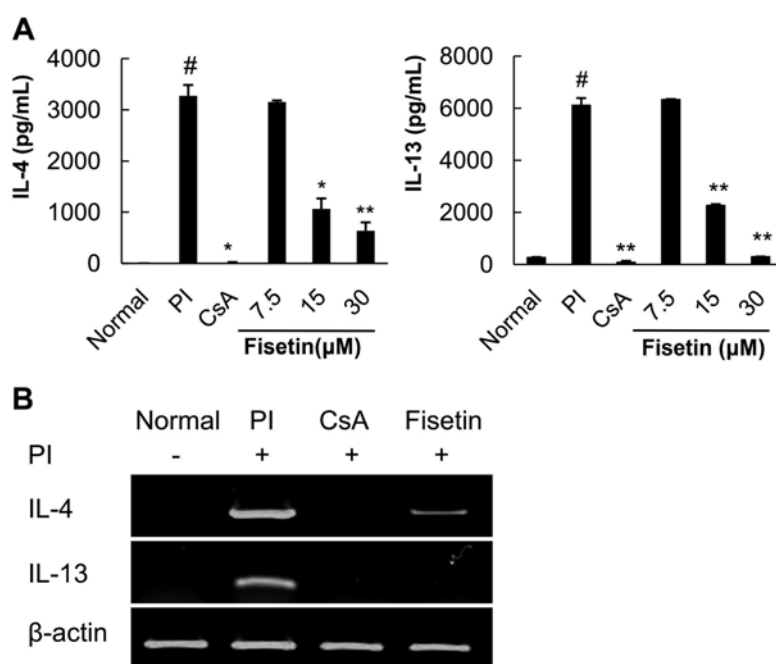 A
IL-4 (pg/mL)
4000
3000
2000
1000
0
#
*
*
**
Normal
PI
CsA
7.5
15
30
Fisetin(µM)
IL-13 (pg/mL)
8000
6000
4000
2000
0
#
**
**
**
Normal
PI
CsA
7.5
15
30
Fisetin (µM)
B
Normal PI CsA Fisetin
PI - + + +
IL-4
IL-13
β-actin